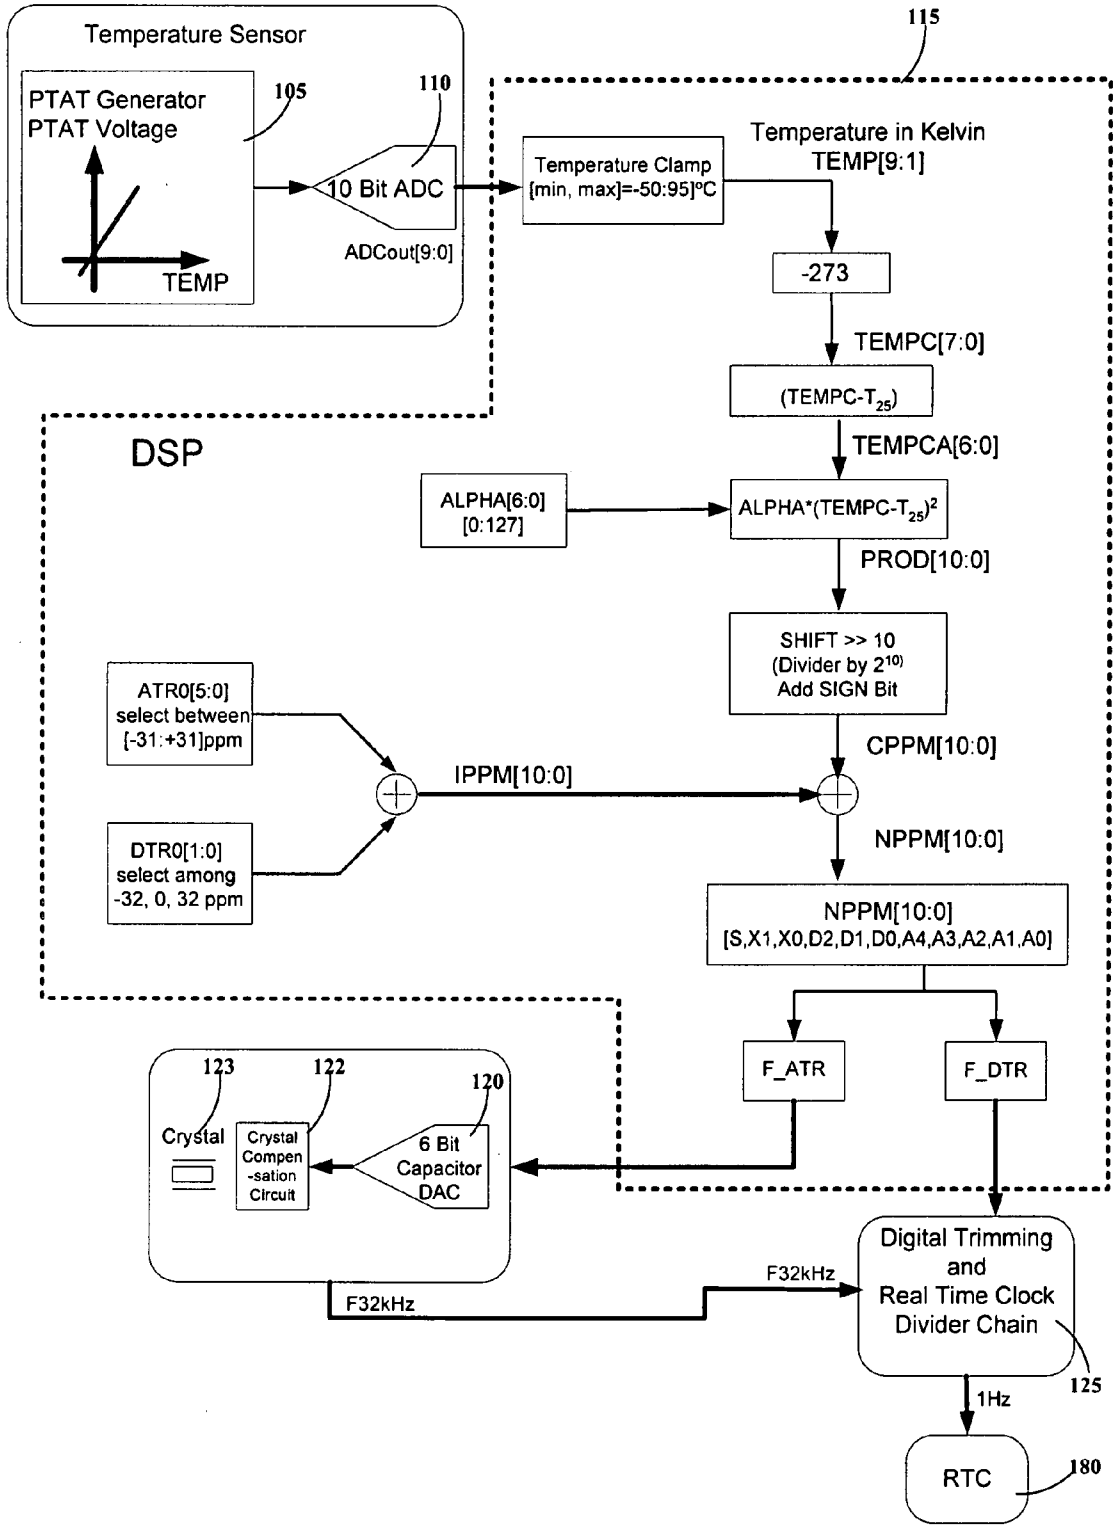 115
Temperature Sensor
105
110
PTAT Generator
PTAT Voltage
TEMP
10 Bit ADC
ADCout[9:0]
Temperature Clamp
[min, max]=-50:95]ºC
Temperature in Kelvin
TEMP[9:1]
-273
TEMPC[7:0]
(TEMPC-T25)
TEMPCA[6:0]
DSP
ALPHA[6:0]
[0:127]
ALPHA*(TEMPC-T25)2
PROD[10:0]
SHIFT >> 10
(Divider by 210)
Add SIGN Bit
CPPM[10:0]
ATR0[5:0]
select between
[-31:+31]ppm
IPPM[10:0]
DTR0[1:0]
select among
-32, 0, 32 ppm
NPPM[10:0]
NPPM[10:0]
[S,X1,X0,D2,D1,D0,A4,A3,A2,A1,A0]
F_ATR
F_DTR
123
122
120
Crystal
Crystal
Compen
-sation
Circuit
6 Bit
Capacitor
DAC
F32kHz
F32kHz
Digital Trimming
and
Real Time Clock
Divider Chain
125
1Hz
RTC
180